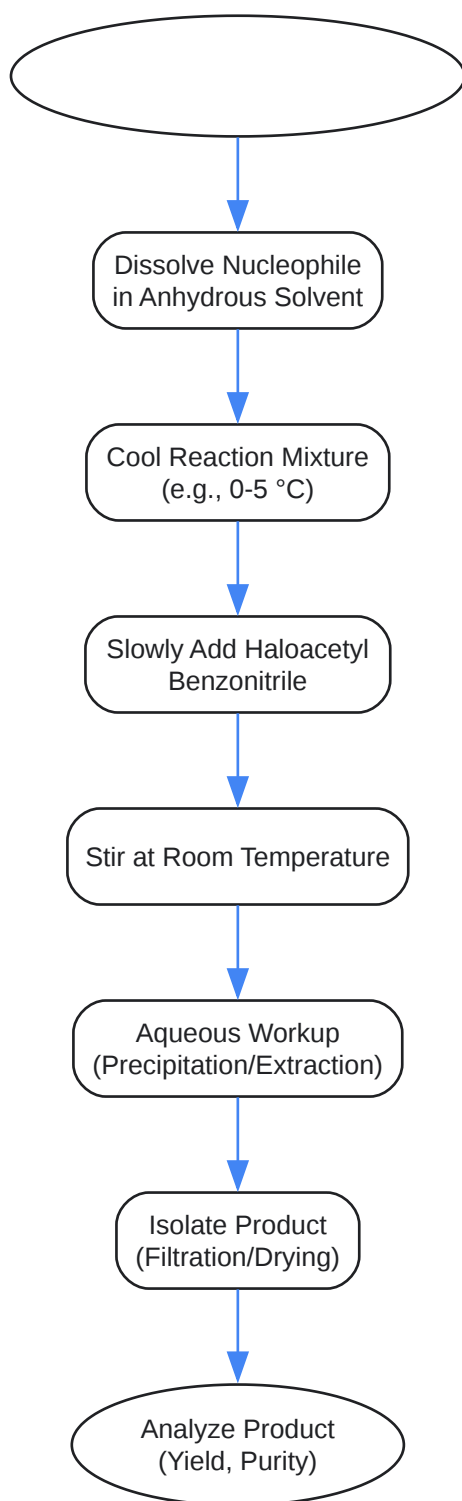 Dissolve Nucleophile
in Anhydrous Solvent
Cool Reaction Mixture
(e.g., 0-5 °C)
Slowly Add Haloacetyl
Benzonitrile
Stir at Room Temperature
Aqueous Workup
(Precipitation/Extraction)
Isolate Product
(Filtration/Drying)
Analyze Product
(Yield, Purity)